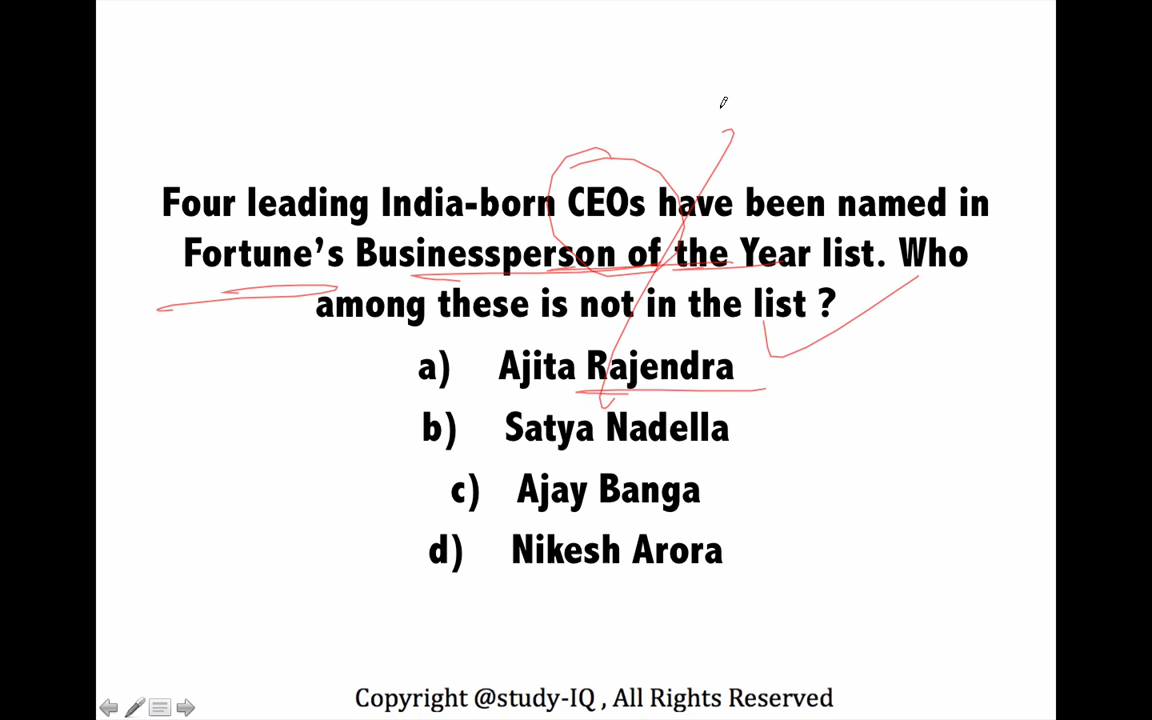 Four leading India-born CEOs have been named in
Fortune's Businessperson of the Year list. Who
among these is not in the list ?
a) Ajita Rajendra
b) Satya Nadella
c) Ajay Banga
d) Nikesh Arora
Copyright @study-IQ , All Rights Reserved